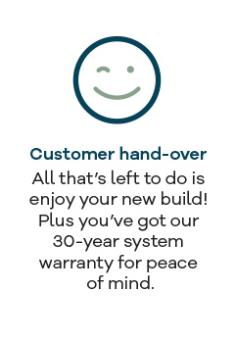 Customer hand-over
All that's left to do is
enjoy your new build!
Plus you've got our
30-year system
warranty for peace
of mind.